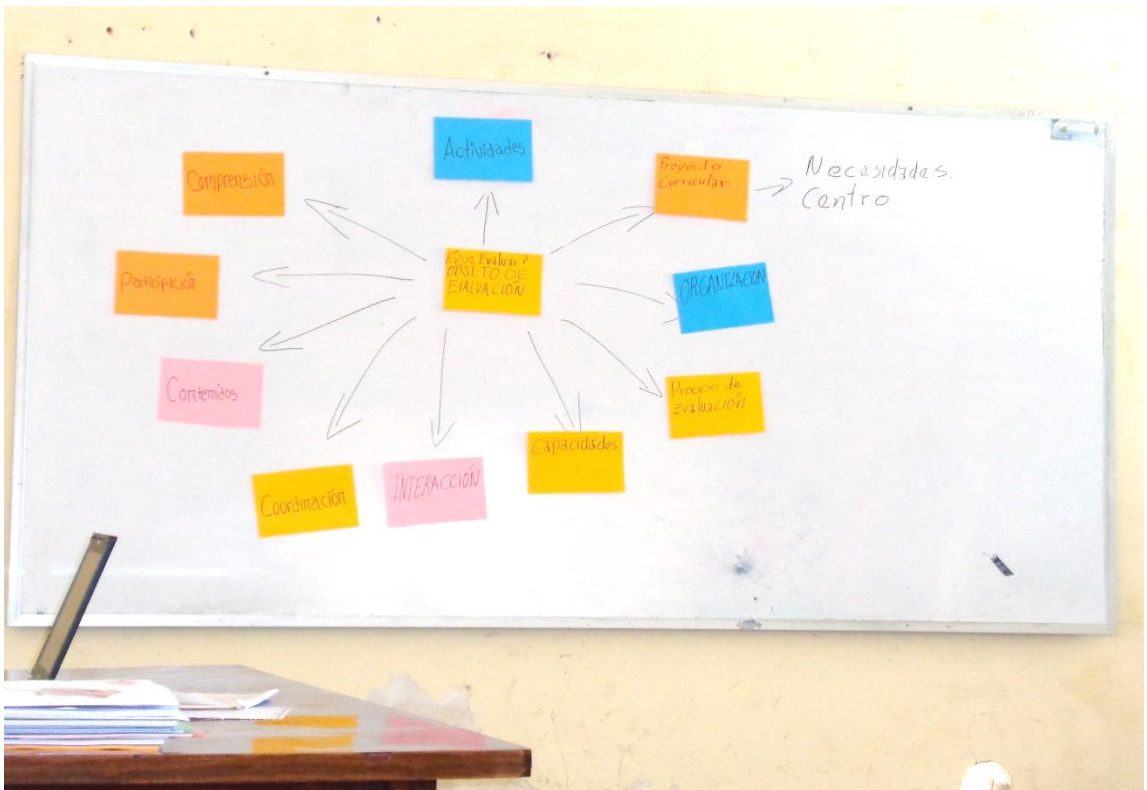 Actividades
Comprensión
Proyecto
Curricular
Necesidades.
Centro
¿Que Evaluar?
OBJETO DE
EVALUACIÓN
Participación
ORGANIZACIÓN
Contenidos
Proceso de
Evaluación
Capacidades
Coordinación
INTERACCIÓN